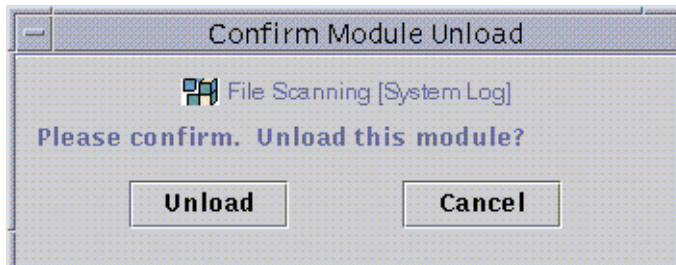 Confirm Module Unload
File Scanning [System Log]
Please confirm.  Unload this module?
Unload Cancel